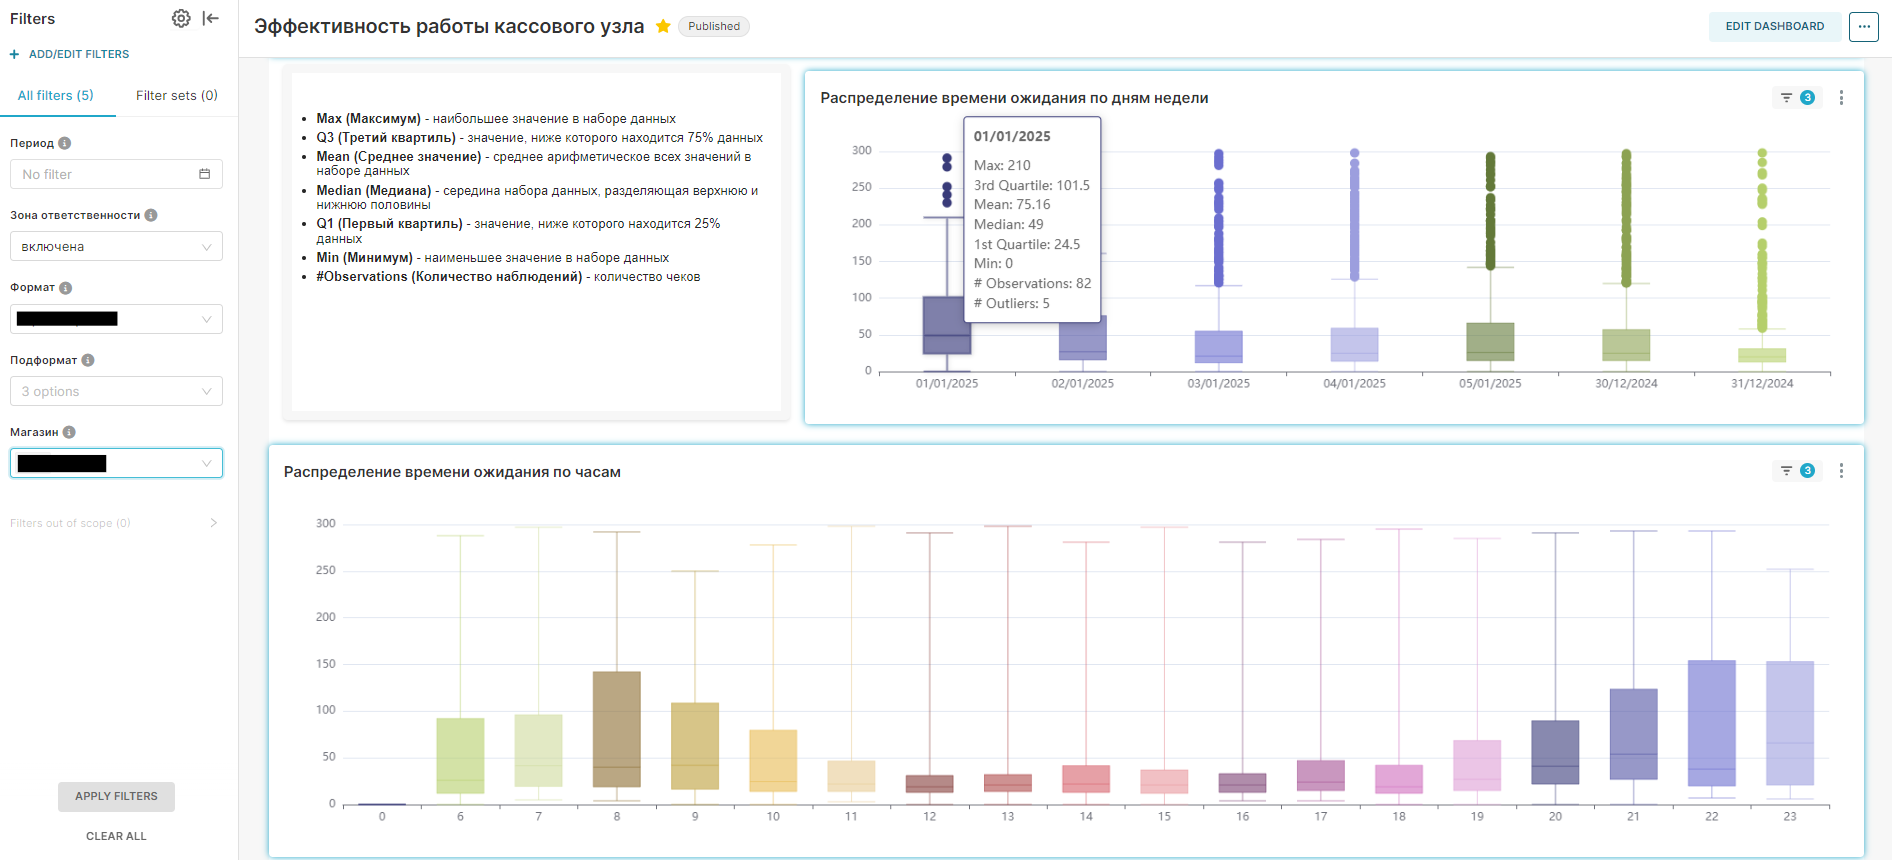 Filters
ADD/EDIT FILTERS
All filters (5)
Filter sets (0)
Период
No filter
Зона ответственности
включена
Формат
Подформат
3 options
Магазин
Filters out of scope (0)
APPLY FILTERS
CLEAR ALL
Эффективность работы кассового узла
Published
EDIT DASHBOARD
Max (Максимум) - наибольшее значение в наборе данных
Q3 (Третий квартиль) - значение, ниже которого находится 75% данных
Mean (Среднее значение) - среднее арифметическое всех значений в
наборе данных
Median (Медиана) - середина набора данных, разделяющая верхнюю и
нижнюю половины
Q1 (Первый квартиль) - значение, ниже которого находится 25%
данных
Min (Минимум) - наименьшее значение в наборе данных
#Observations (Количество наблюдений) - количество чеков
Распределение времени ожидания по дням недели
3
01/01/2025
Max: 210
3rd Quartile: 101.5
Mean: 75.16
Median: 49
1st Quartile: 24.5
Min: 0
# Observations: 82
# Outliers: 5
300
250
200
150
100
50
0
01/01/2025 02/01/2025 03/01/2025 04/01/2025 05/01/2025 30/12/2024 31/12/2024
Распределение времени ожидания по часам
3
300
250
200
150
100
50
0
0 6 7 8 9 10 11 12 13 14 15 16 17 18 19 20 21 22 23